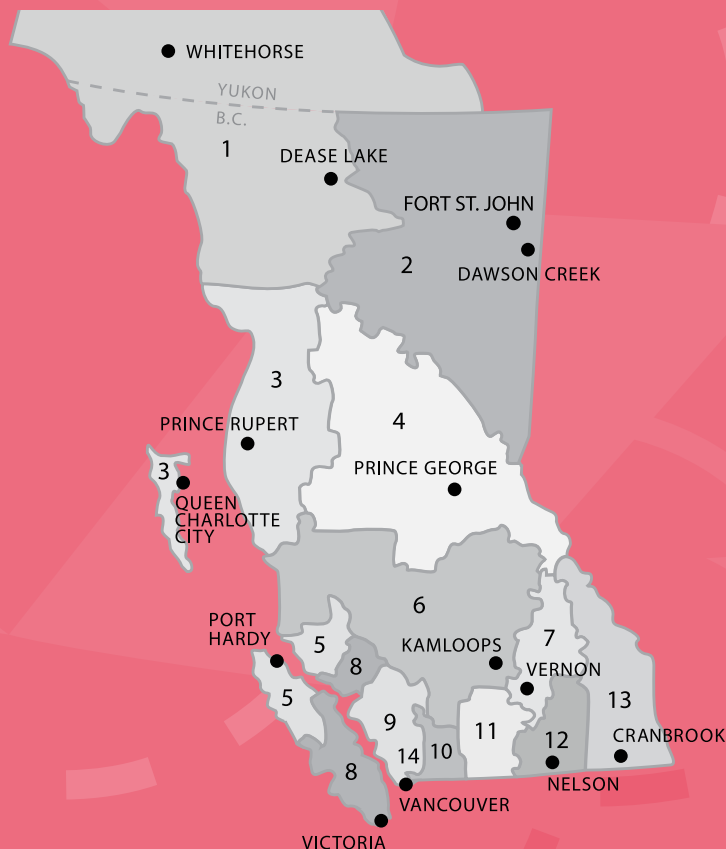 WHITEHORSE
YUKON
B.C.
1
DEASE LAKE
FORT ST. JOHN
2
DAWSON CREEK
3
4
PRINCE RUPERT
PRINCE GEORGE
3
QUEEN
CHARLOTTE
CITY
6
PORT
HARDY
5
8
KAMLOOPS
7
VERNON
5
9
13
11
10
12
CRANBROOK
14
8
NELSON
VANCOUVER
VICTORIA